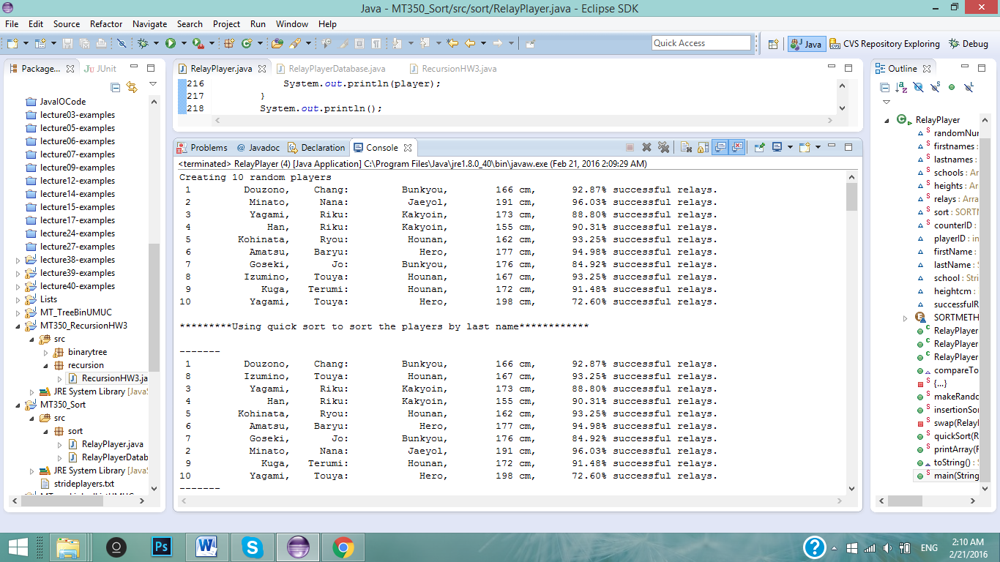 Java - MT350_Sort/src/sort/RelayPlayer.java - Eclipse SDK
File Edit Source Refactor Navigate Search Project Run Window Help
Quick Access
Java CVS Repository Exploring Debug
Package... JUnit
JavaIOCode
lecture03-examples
lecture05-examples
lecture06-examples
lecture07-examples
lecture09-examples
lecture12-examples
lecture14-examples
lecture15-examples
lecture17-examples
lecture24-examples
lecture27-examples
lecture38-examples
lecture39-examples
lecture40-examples
Lists
MT_TreeBinUMUC
MT350_RecursionHW3
src
binarytree
recursion
RecursionHW3.ja
JRE System Library [JavaS
MT350_Sort
src
sort
RelayPlayer.java
RelayPlayerDatab
JRE System Library [JavaS
strideplayers.txt
RelayPlayer.java RelayPlayerDatabase.java RecursionHW3.java
216 System.out.println(player);
217 }
218 System.out.println();
Problems @ Javadoc Declaration Console
<terminated> RelayPlayer (4) [Java Application] C:\Program Files\Java\jre1.8.0_40\bin\javaw.exe (Feb 21, 2016 2:09:29 AM)
Creating 10 random players
1 Douzono, Chang: Bunkyou, 166 cm, 92.87% successful relays.
2 Minato, Nana: Jaeyol, 191 cm, 96.03% successful relays.
3 Yagami, Riku: Kakyoin, 173 cm, 88.80% successful relays.
4 Han, Riku: Kakyoin, 155 cm, 90.31% successful relays.
5 Kohinata, Ryou: Hounan, 162 cm, 93.25% successful relays.
6 Amatsu, Baryu: Hero, 177 cm, 94.98% successful relays.
7 Goseki, Jo: Bunkyou, 176 cm, 84.92% successful relays.
8 Izumino, Touya: Hounan, 167 cm, 93.25% successful relays.
9 Kuga, Terumi: Hounan, 172 cm, 91.48% successful relays.
10 Yagami, Touya: Hero, 198 cm, 72.60% successful relays.
*********Using quick sort to sort the players by last name************
-------
1 Douzono, Chang: Bunkyou, 166 cm, 92.87% successful relays.
8 Izumino, Touya: Hounan, 167 cm, 93.25% successful relays.
3 Yagami, Riku: Kakyoin, 173 cm, 88.80% successful relays.
4 Han, Riku: Kakyoin, 155 cm, 90.31% successful relays.
5 Kohinata, Ryou: Hounan, 162 cm, 93.25% successful relays.
6 Amatsu, Baryu: Hero, 177 cm, 94.98% successful relays.
7 Goseki, Jo: Bunkyou, 176 cm, 84.92% successful relays.
2 Minato, Nana: Jaeyol, 191 cm, 96.03% successful relays.
9 Kuga, Terumi: Hounan, 172 cm, 91.48% successful relays.
10 Yagami, Touya: Hero, 198 cm, 72.60% successful relays.
-------
Outline
RelayPlayer
randomNur
firstnames :
lastnames :
schools : Ar
heights : Ar
relays : Arra
sort : SORTM
counterID :
playerID : in
firstName :
lastName : S
school : Stri
heightcm :
successfulR
SORTMETH
RelayPlayer
RelayPlayer
RelayPlayer
compareTo
{...}
makeRando
insertionSor
swap(Relayl
quickSort(R
printArray(F
toString() : S
main(String
Ps
ENG
2:10 AM
2/21/2016